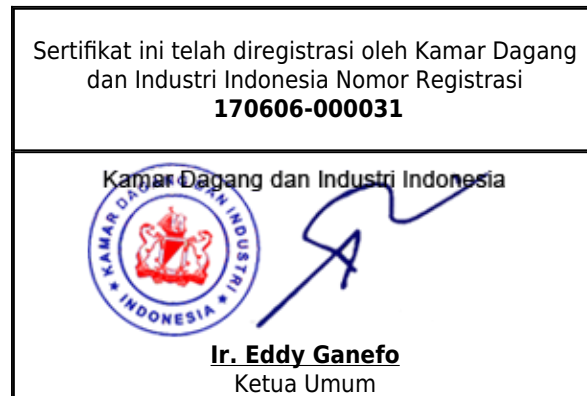 Sertifikat ini telah diregistrasi oleh Kamar Dagang
dan Industri Indonesia Nomor Registrasi
170606-000031
Kamar Dagang dan Industri Indonesia
KAMAR DAGANG DAN INDUSTRI
INDONESIA
Ir. Eddy Ganefo
Ketua Umum